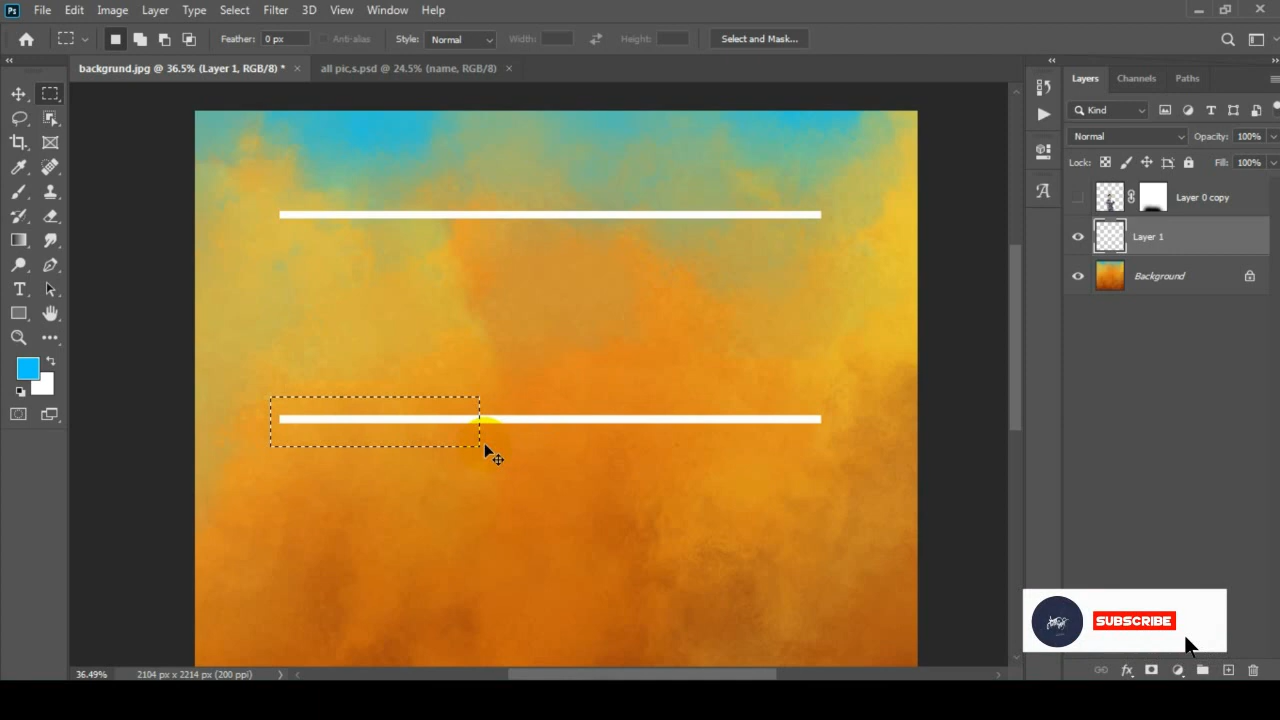 Ps File Edit Image Layer Type Select Filter 3D View Window Help
Feather: 0 px Anti-alias Style: Normal Width: Height: Select and Mask...
backgrund.jpg @ 36.5% (Layer 1, RGB/8) * × all pic,s.psd @ 24.5% (name, RGB/8) ×
Layers Channels Paths
Kind
Normal Opacity: 100%
Lock: Fill: 100%
Layer 0 copy
Layer 1
Background
SUBSCRIBE
36.49% 2104 px x 2214 px (200 ppi)